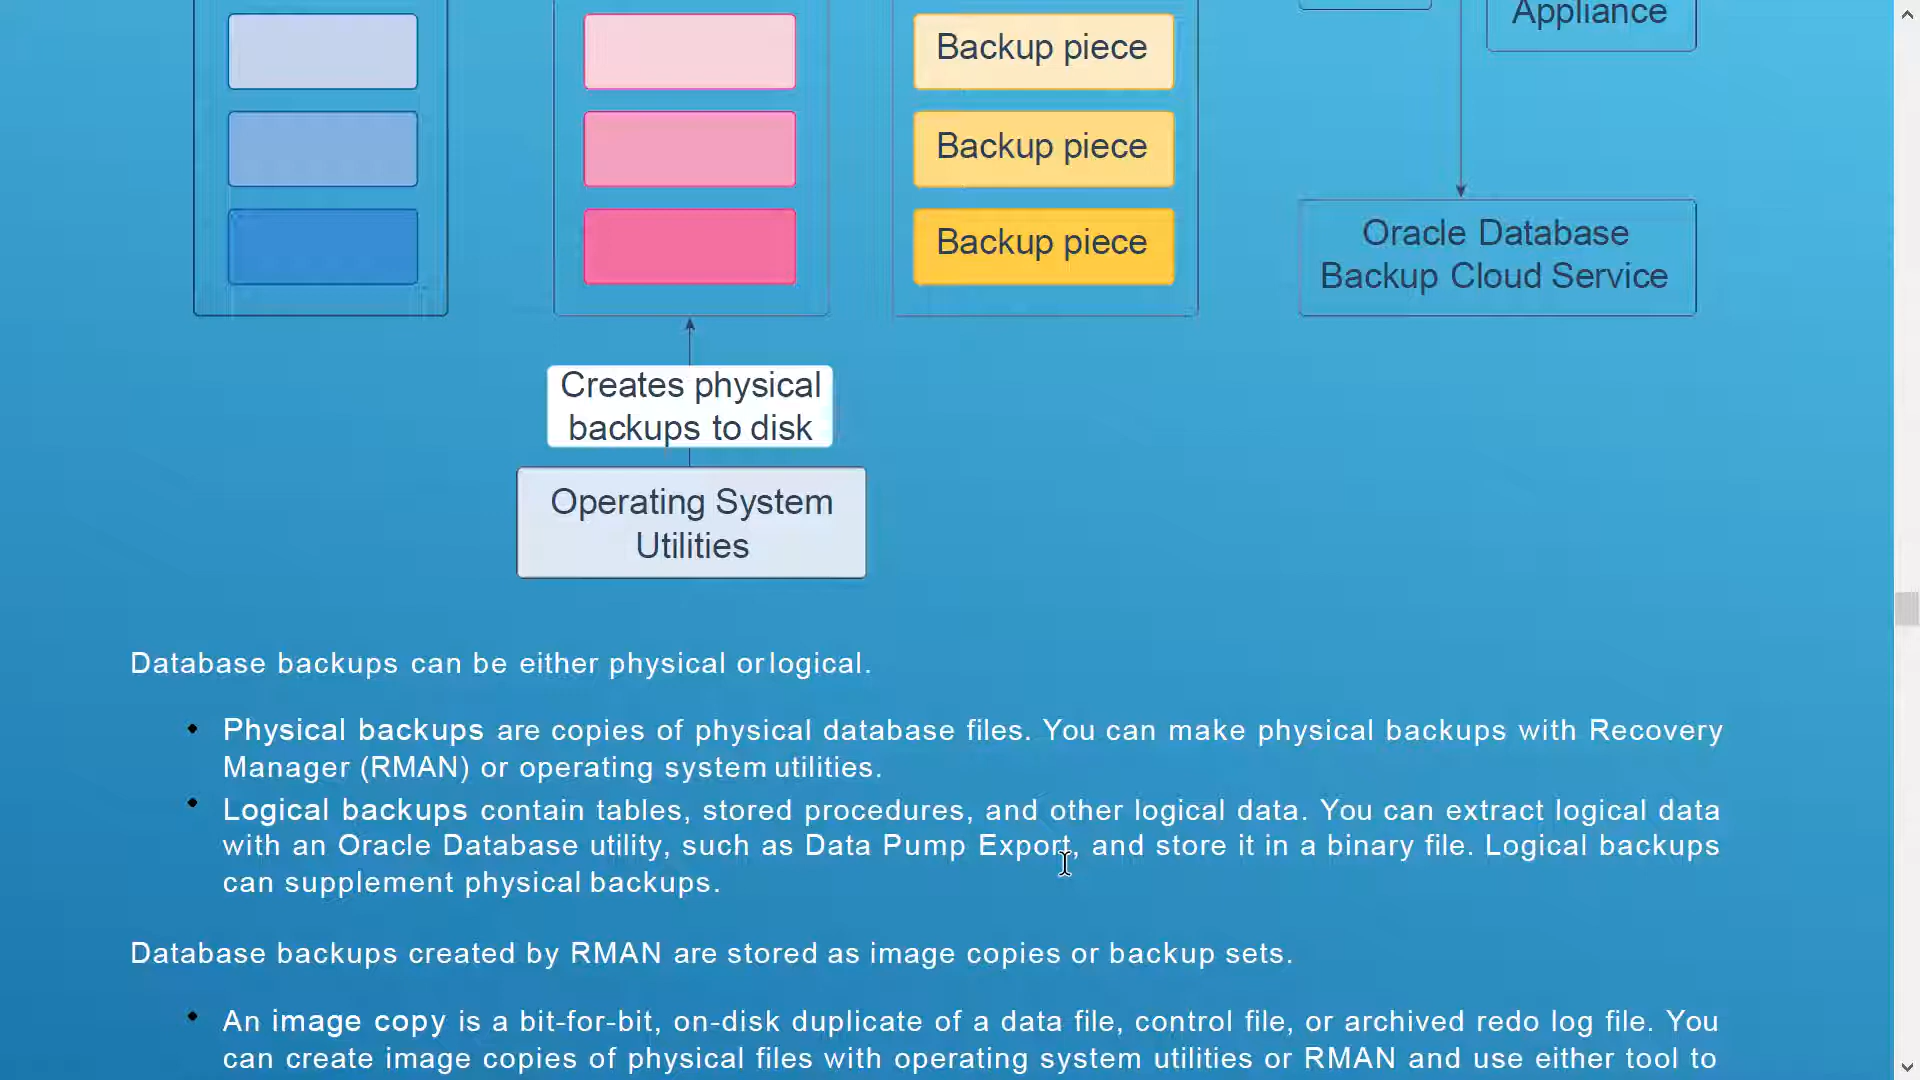 Appliance
Backup piece
Backup piece
Backup piece
Oracle Database
Backup Cloud Service
Creates physical
backups to disk
Operating System
Utilities
Database backups can be either physical or logical.
• Physical backups are copies of physical database files. You can make physical backups with Recovery
Manager (RMAN) or operating system utilities.
• Logical backups contain tables, stored procedures, and other logical data. You can extract logical data
with an Oracle Database utility, such as Data Pump Export, and store it in a binary file. Logical backups
can supplement physical backups.
Database backups created by RMAN are stored as image copies or backup sets.
• An image copy is a bit-for-bit, on-disk duplicate of a data file, control file, or archived redo log file. You
can create image copies of physical files with operating system utilities or RMAN and use either tool to